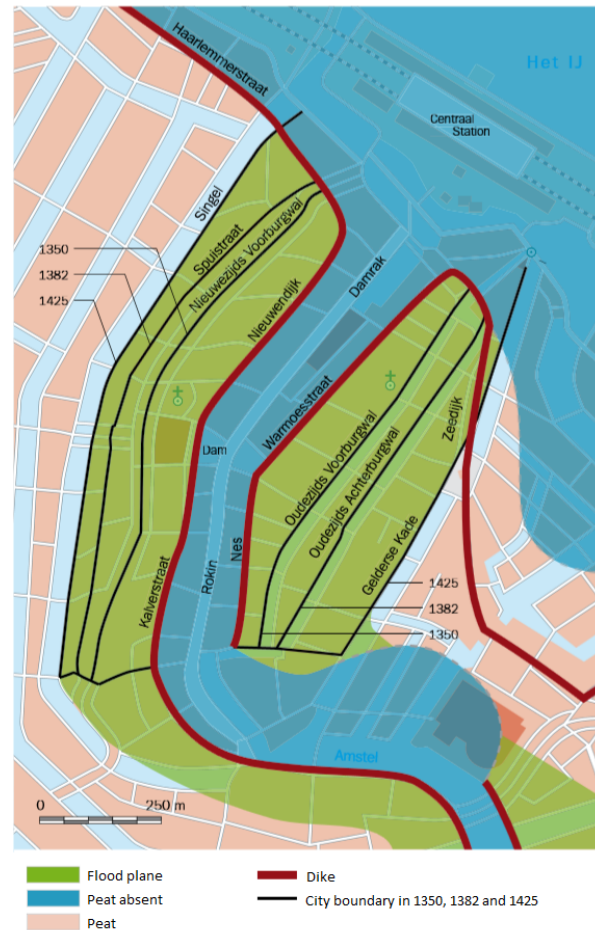 Haarlemmerstraat
Het IJ
Centraal
Station
Singel
1350
1382
1425
Spuistraat
Nieuwezijds Voorburgwal
Nieuwendijk
Damrak
Warmoesstraat
Dam
Oudezijds Voorburgwal
Oudezijds Achterburgwal
Zeedijk
Gelderse Kade
Nes
Rokin
Kalverstraat
1425
1382
1350
Amstel
0 250 m
Flood plane
Dike
Peat absent
City boundary in 1350, 1382 and 1425
Peat